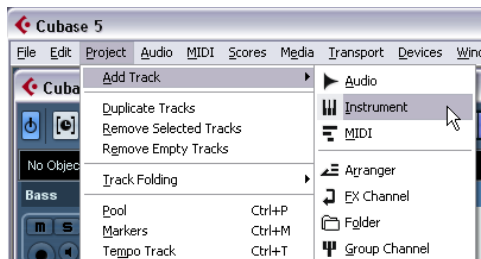 Cubase 5
File Edit Project Audio MIDI Scores Media Transport Devices
Cuba
Add Track
Duplicate Tracks
Remove Selected Tracks
Remove Empty Tracks
Track Folding
Pool Ctrl+P
Markers Ctrl+M
Tempo Track Ctrl+T
Audio
Instrument
MIDI
Arranger
FX Channel
Folder
Group Channel
No Objec
Bass
m s